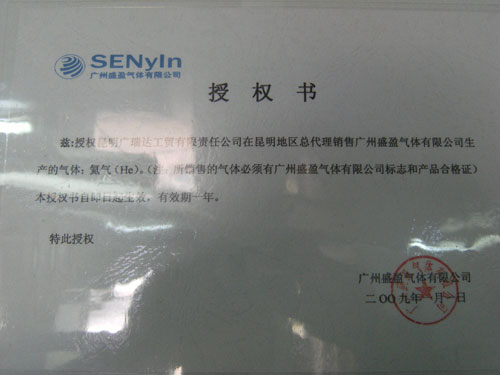 SENyIn
广州盛盈气体有限公司
授权书
兹:授权昆明广瑞达工贸有限责任公司在昆明地区总代理销售广州盛盈气体有限公司生
产的气体:氦气(He)。(注:所销售的气体必须有广州盛盈气体有限公司标志和产品合格证)
本授权书自即日起生效,有效期一年。
特此授权
广州盛盈气体有限公司
二〇〇九年一月一日